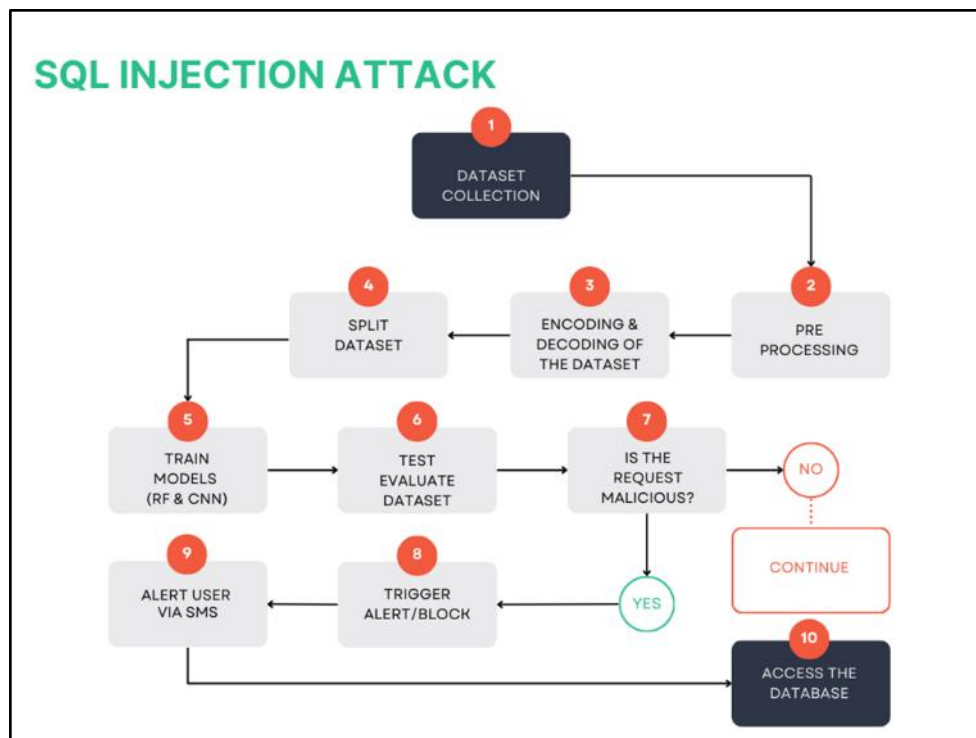 SQL INJECTION ATTACK
1
DATASET
COLLECTION
2
PRE
PROCESSING
3
ENCODING &
DECODING OF
THE DATASET
4
SPLIT
DATASET
5
TRAIN
MODELS
(RF & CNN)
6
TEST
EVALUATE
DATASET
7
IS THE
REQUEST
MALICIOUS?
NO
CONTINUE
YES
8
TRIGGER
ALERT/BLOCK
9
ALERT USER
VIA SMS
10
ACCESS THE
DATABASE